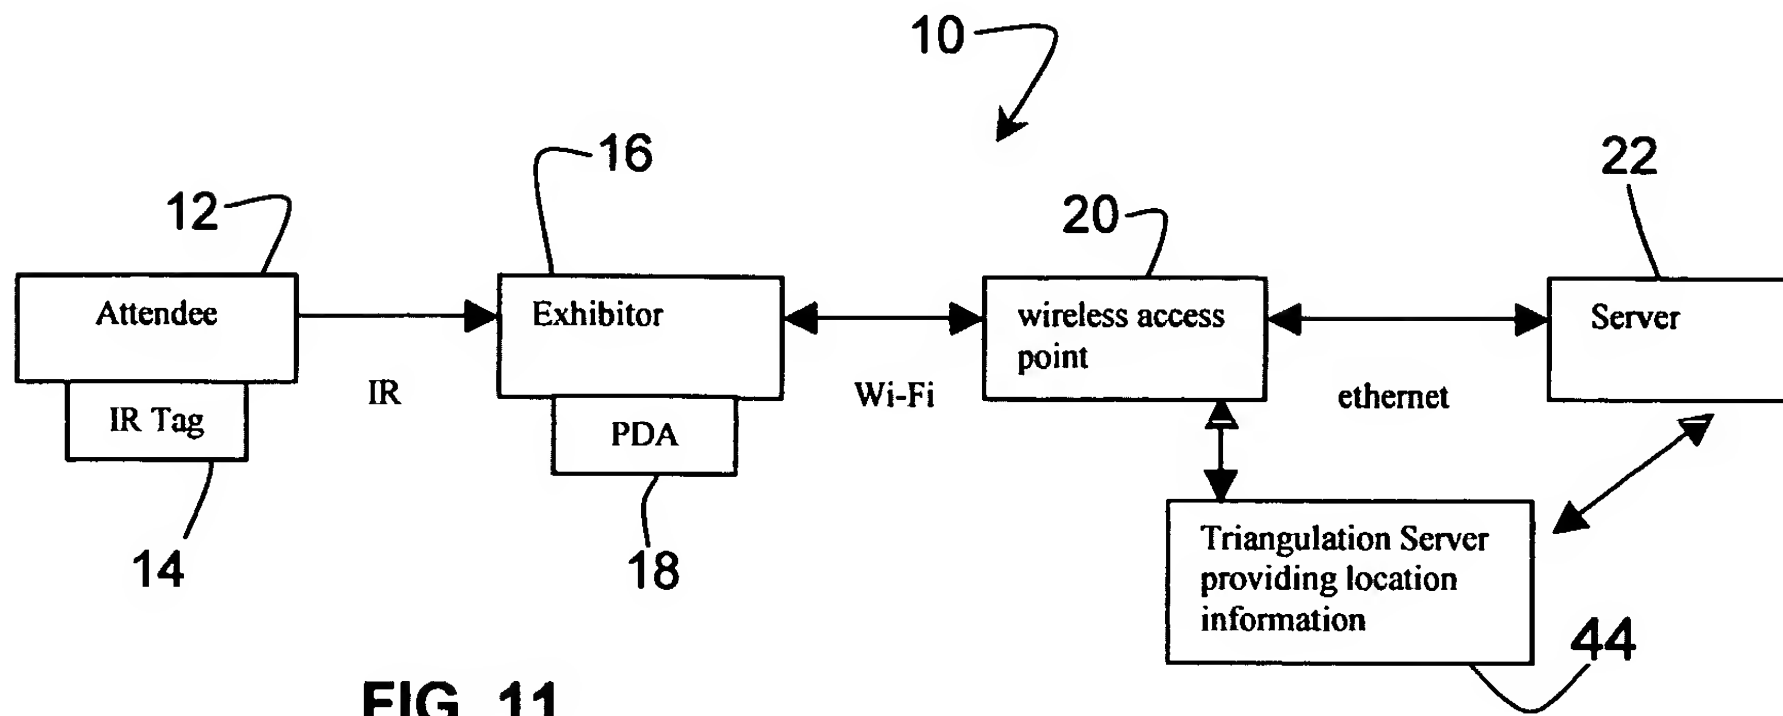 10
16
22
12
20
Attendee
Exhibitor
wireless access
point
Server
IR
Wi-Fi
ethernet
IR Tag
PDA
14
18
Triangulation Server
providing location
information
44
FIG. 11